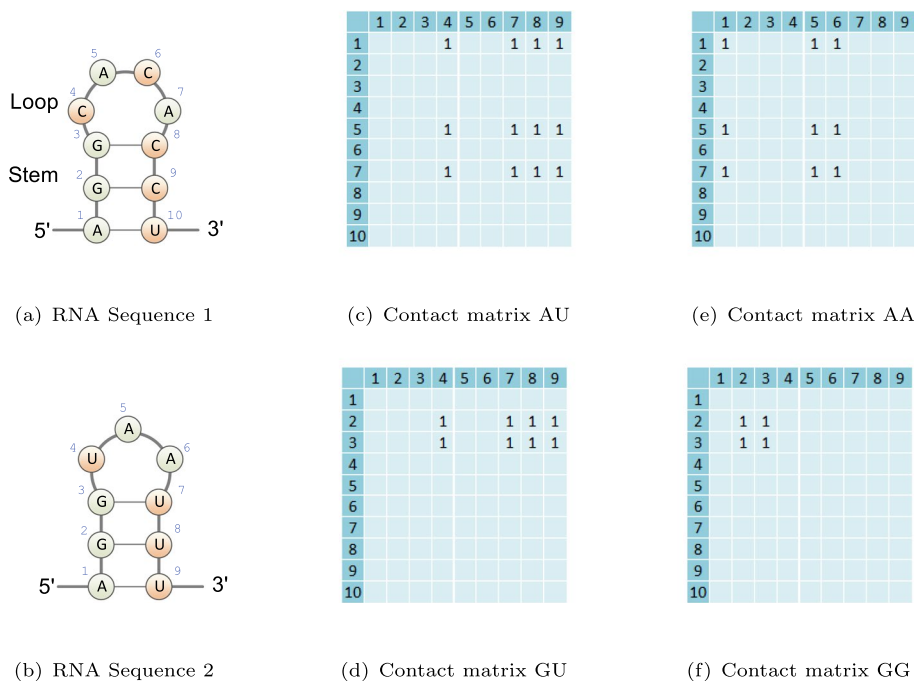 6
5
A
C
4
7
Loop
C
A
3
8
G
C
Stem
2
9
G
C
1
10
5'
A
U
3'
(a) RNA Sequence 1
1 2 3 4 5 6 7 8 9
1 1 1 1 1
2
3
4
5 1 1 1 1
6
7 1 1 1 1
8
9
10
(c) Contact matrix AU
1 2 3 4 5 6 7 8 9
1 1 1 1
2
3
4
5 1 1 1
6
7 1 1 1
8
9
10
(e) Contact matrix AA
5
A
4
6
U
A
3
7
G
U
2
8
G
U
1
9
5'
A
U
3'
(b) RNA Sequence 2
1 2 3 4 5 6 7 8 9
1
2 1 1 1 1
3 1 1 1 1
4
5
6
7
8
9
10
(d) Contact matrix GU
1 2 3 4 5 6 7 8 9
1
2 1 1
3 1 1
4
5
6
7
8
9
10
(f) Contact matrix GG